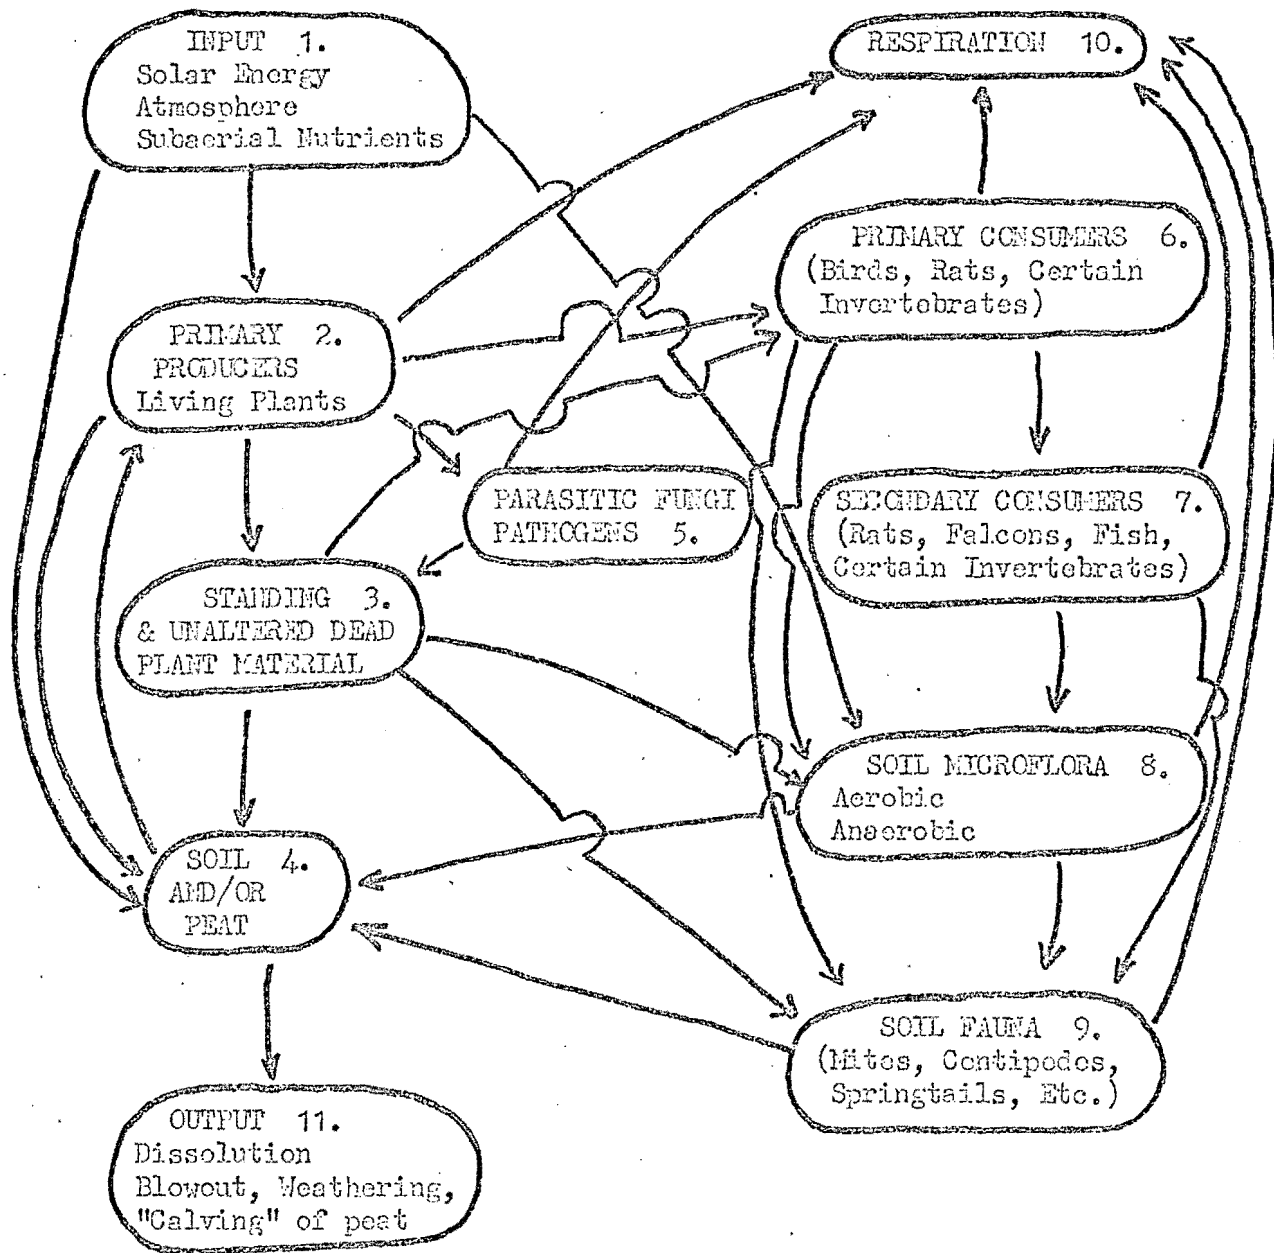 INPUT 1.
Solar Energy
Atmosphere
Subaerial Nutrients
RESPIRATION 10.
PRIMARY CONSUMERS 6.
(Birds, Rats, Certain
Invertebrates)
PRIMARY 2.
PRODUCERS
Living Plants
PARASITIC FUNGI
PATHOGENS 5.
SECONDARY CONSUMERS 7.
(Rats, Falcons, Fish,
Certain Invertebrates)
STANDING 3.
& UNALTERED DEAD
PLANT MATERIAL
SOIL MICROFLORA 8.
Aerobic
Anaerobic
SOIL 4.
AND/OR
PEAT
SOIL FAUNA 9.
(Mites, Centipedes,
Springtails, Etc.)
OUTPUT 11.
Dissolution
Blowout, Weathering,
"Calving" of peat